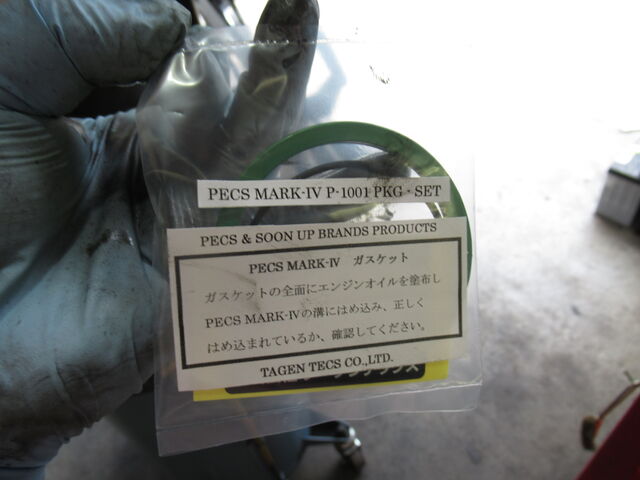 PECS MARK-IV P-1001 PKG・SET
PECS & SOON UP BRANDS PRODUCTS
PECS MARK-IV ガスケット
ガスケットの全面にエンジンオイルを塗布し
PECS MARK-IVの溝にはめ込み、正しく
はめ込まれているか、確認してください。
TAGEN TECS CO.,LTD.